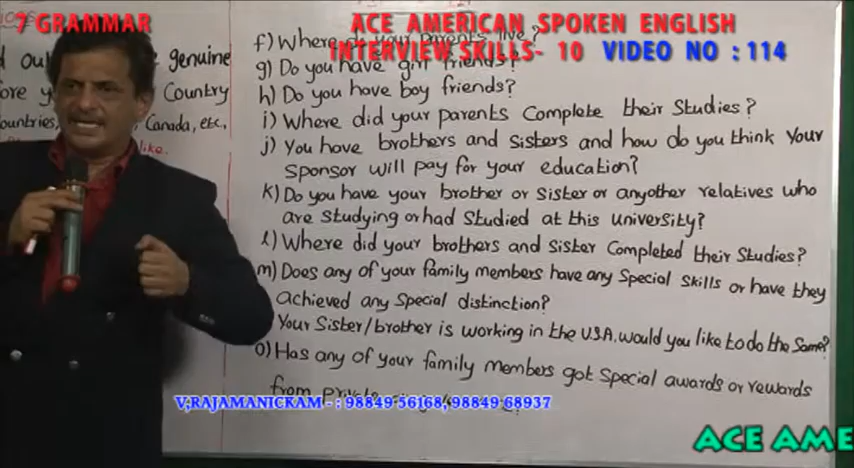 7 GRAMMAR
ACE AMERICAN SPOKEN ENGLISH
INTERVIEW SKILLS- 10 VIDEO NO : 114
genuine
Country
Canada, etc.,
like.
f) Where do your parents live?
g) Do you have girl friends?
h) Do you have boy friends?
i) Where did your parents Complete their Studies?
j) You have brothers and sisters and how do you think your
Sponsor will pay for your education?
k) Do you have your brother or Sister or anyother relatives who
are studying or had Studied at this university?
l) Where did your brothers and Sister Completed their Studies?
m) Does any of your family members have any Special Skills or have they
achieved any Special distinction?
Your Sister/brother is working in the U.S.A, would you like to do the Same?
o) Has any of your family members got Special awards or rewards
from
V;RAJAMANICKAM - : 98849 56168, 98849 68937
ACE AME